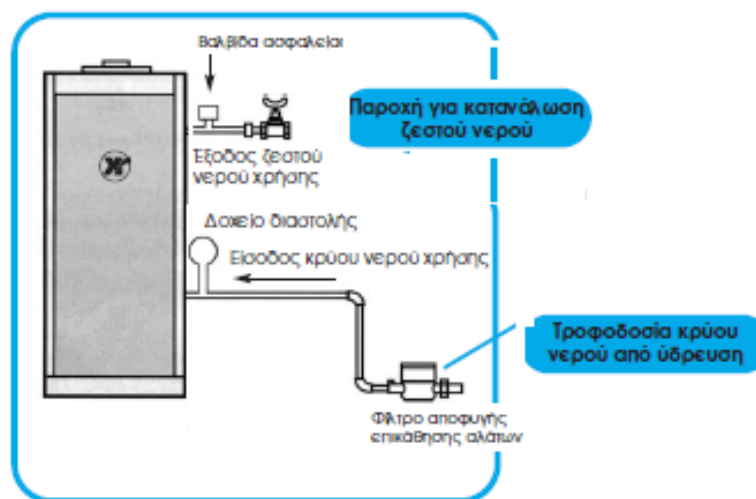 Βαλβίδα ασφαλείαι
Παροχή για κατανάλωση
ζεστού νερού
Έξοδος ζεστού
νερού χρήσης
Δοχείο διαστολής
Είσοδος κρύου νερού χρήσης
Τροφοδοσία κρύου
νερού από ύδρευση
Φίλτρο αποφυγής
επικάθησης αλάτων